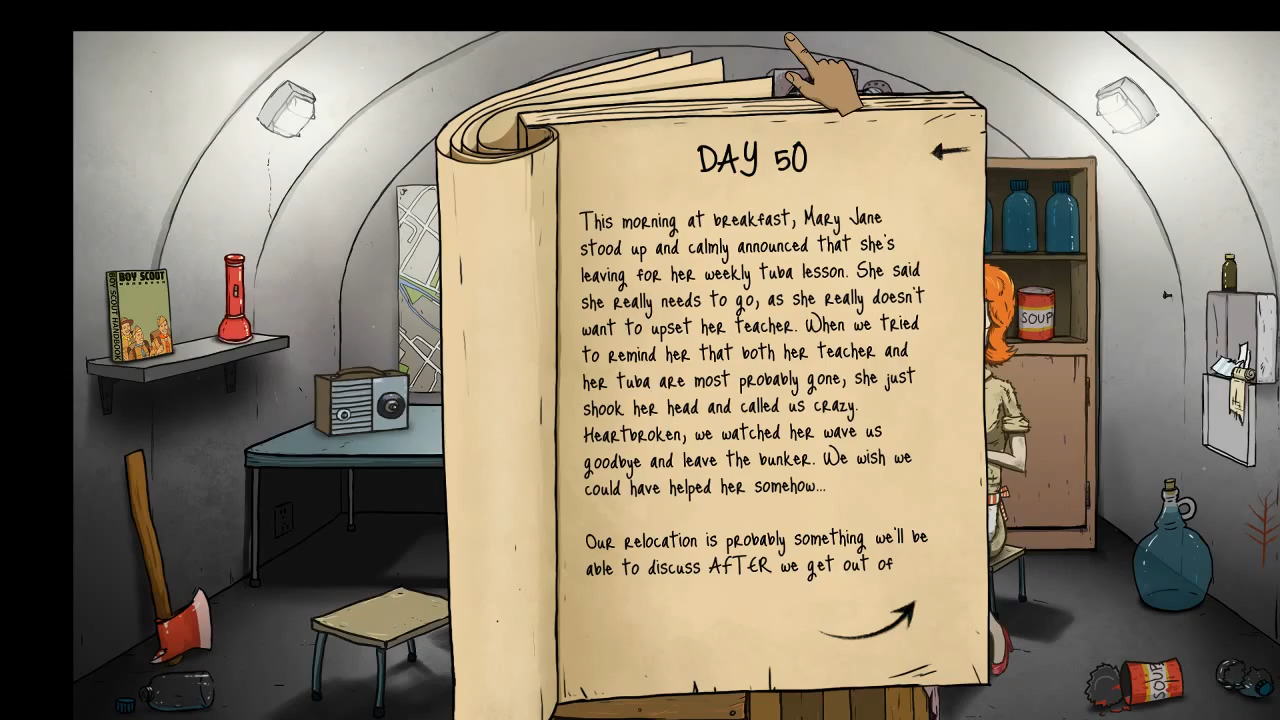 DAY 50
This morning at breakfast, Mary Jane
stood up and calmly announced that she's
leaving for her weekly tuba lesson. She said
she really needs to go, as she really doesn't
want to upset her teacher. When we tried
to remind her that both her teacher and
her tuba are most probably gone, she just
shook her head and called us crazy.
Heartbroken, we watched her wave us
goodbye and leave the bunker. We wish we
could have helped her somehow...
Our relocation is probably something we'll be
able to discuss AFTER we get out of
BOY SCOUT
BOY SCOUT HANDBOOK
SOUP
SOUP